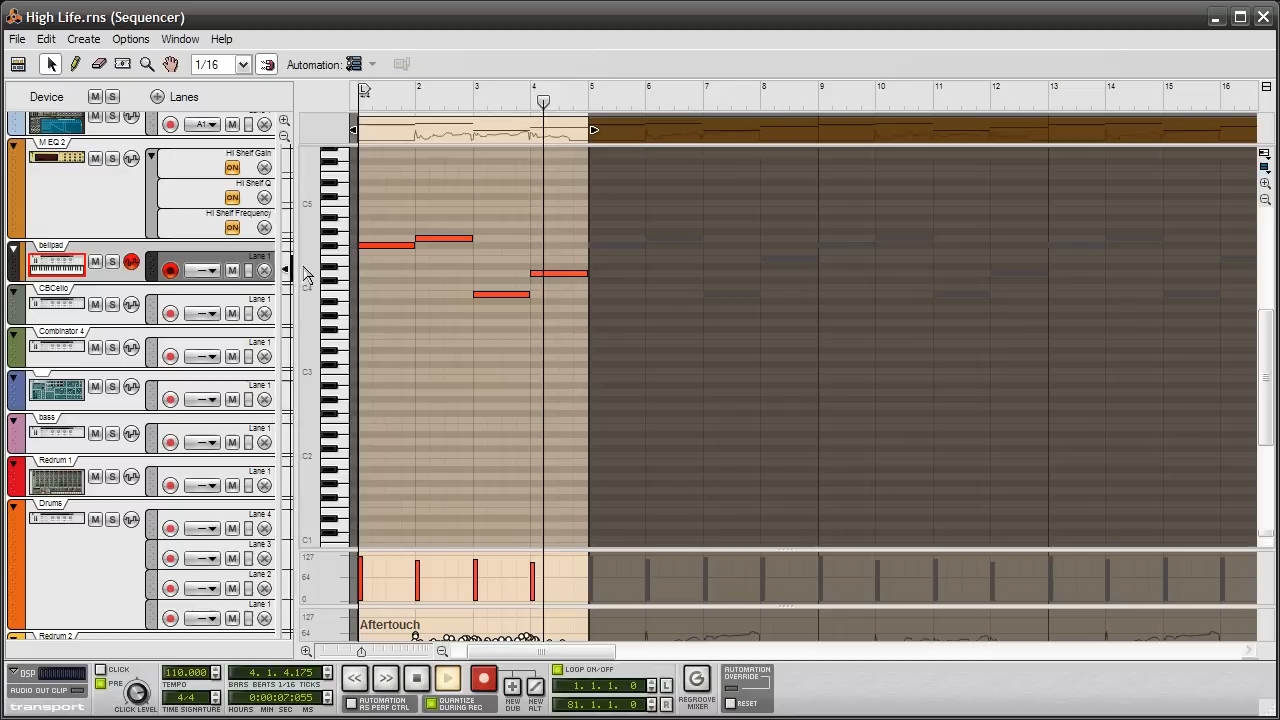 High Life.rns (Sequencer)
File Edit Create Options Window Help
1/16 Automation:
Device M S Lanes
2 3 4 5 6 7 8 9 10 11 12 13 14 15 16
A1
M EQ 2
M S
Hi Shelf Gain
ON
Hi Shelf Q
ON
Hi Shelf Frequency
ON
bellpad
M S Lane 1
M
CBCello
M S Lane 1
M
Combinator 4
M S Lane 1
M
M S Lane 1
M
bass
M S Lane 1
M
Redrum 1
M S Lane 1
M
Drums
M S Lane 4
M
Lane 3
M
Lane 2
M
Lane 1
M
Redrum 2
C5
C4
C3
C2
C1
127
64
0
127
64
Aftertouch
DSP
AUDIO OUT CLIP
transport
CLICK
PRE
CLICK LEVEL
110.000
TEMPO
4/4
TIME SIGNATURE
4. 1. 4.175
BARS BEATS 1/16 TICKS
0:00:07:055
HOURS MIN SEC MS
AUTOMATION AS PERF CTRL
QUANTIZE DURING REC
NEW DUB
NEW ALT
LOOP ON/OFF
1. 1. 1. 0 L
81. 1. 1. 0 R
REGROOVE MIXER
AUTOMATION OVERRIDE
RESET